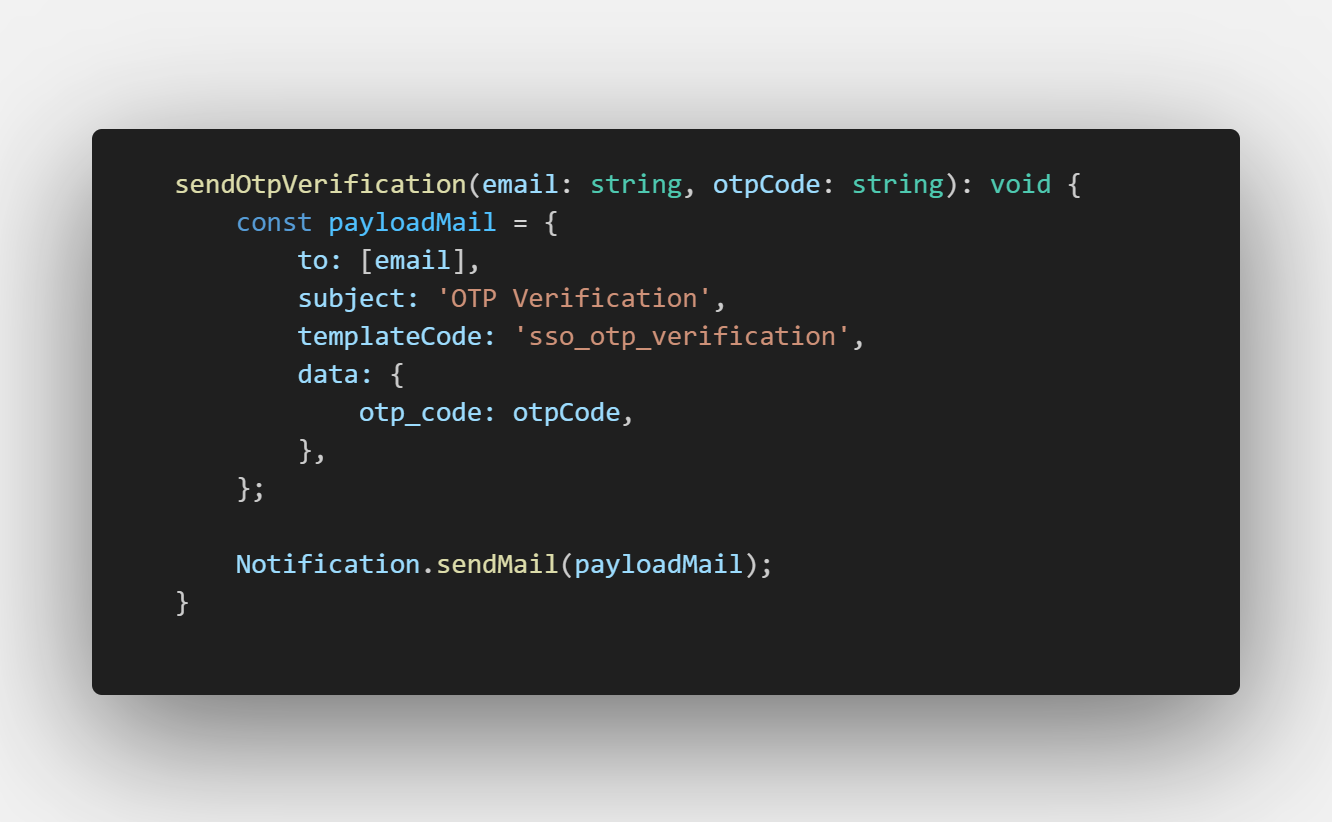 sendOtpVerification(email: string, otpCode: string): void {
    const payloadMail = {
        to: [email],
        subject: 'OTP Verification',
        templateCode: 'sso_otp_verification',
        data: {
            otp_code: otpCode,
        },
    };

    Notification.sendMail(payloadMail);
}